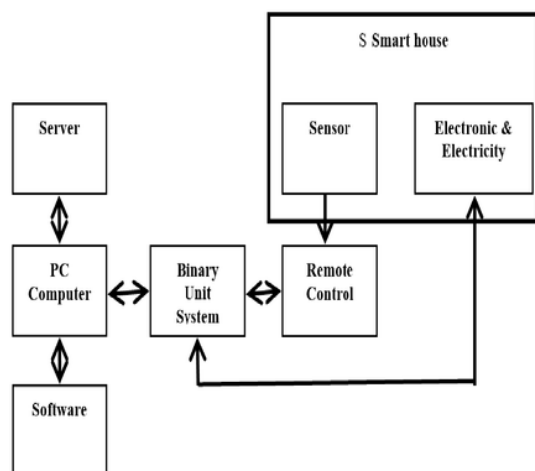 $ Smart house
Server
Sensor
Electronic &
Electricity
PC
Computer
Binary
Unit
System
Remote
Control
Software